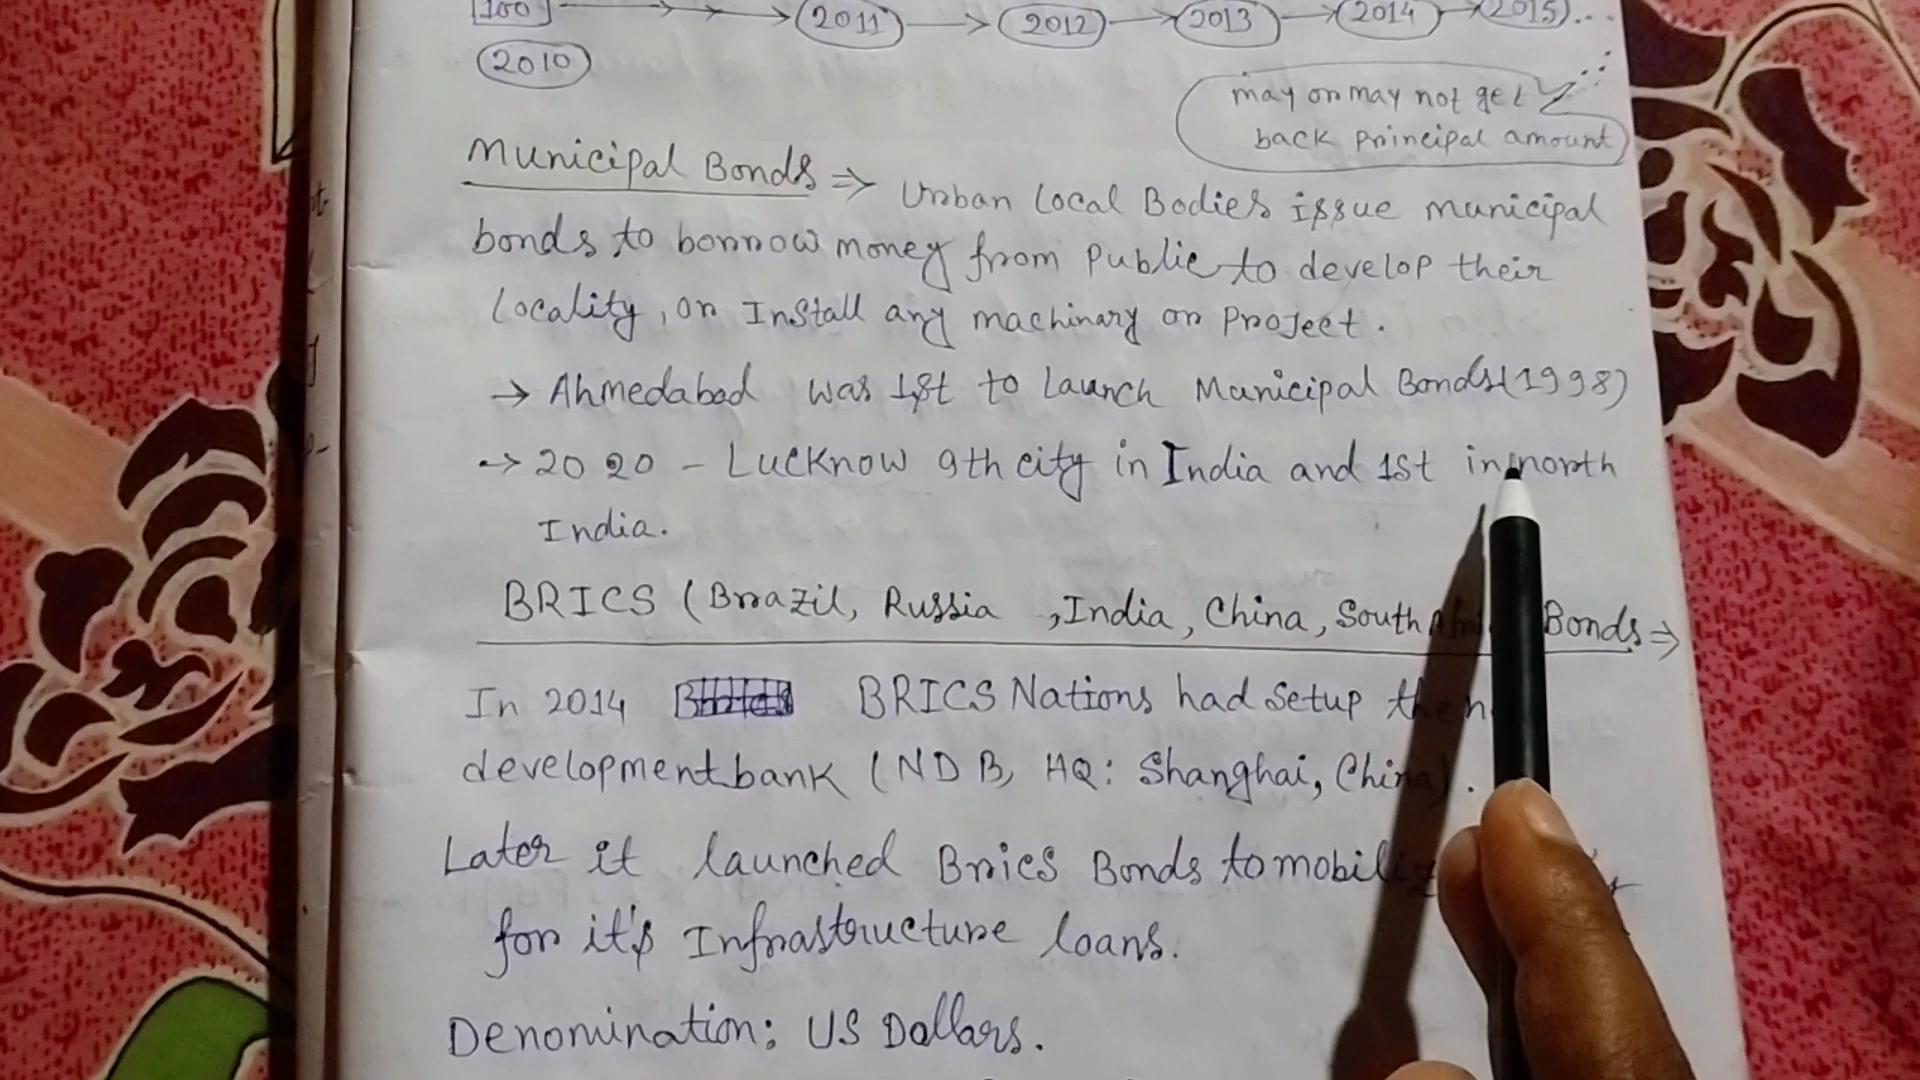 100 2011 2012 2013 2014 2015...
2010
may or may not get
back principal amount
Municipal Bonds ⇒ Urban Local Bodies issue municipal
bonds to borrow money from Public to develop their
locality, or Install any machinary or Project.
→ Ahmedabad was 1st to launch Municipal Bonds (1998)
→ 2020 - Lucknow 9th city in India and 1st in north
India.
BRICS (Brazil, Russia, India, China, South Bonds ⇒
In 2014 BRICS Nations had setup
development bank (NDB, HQ: Shanghai, China).
Later it launched Brics Bonds to
for it's Infrastructure loans.
Denomination: US Dollars.